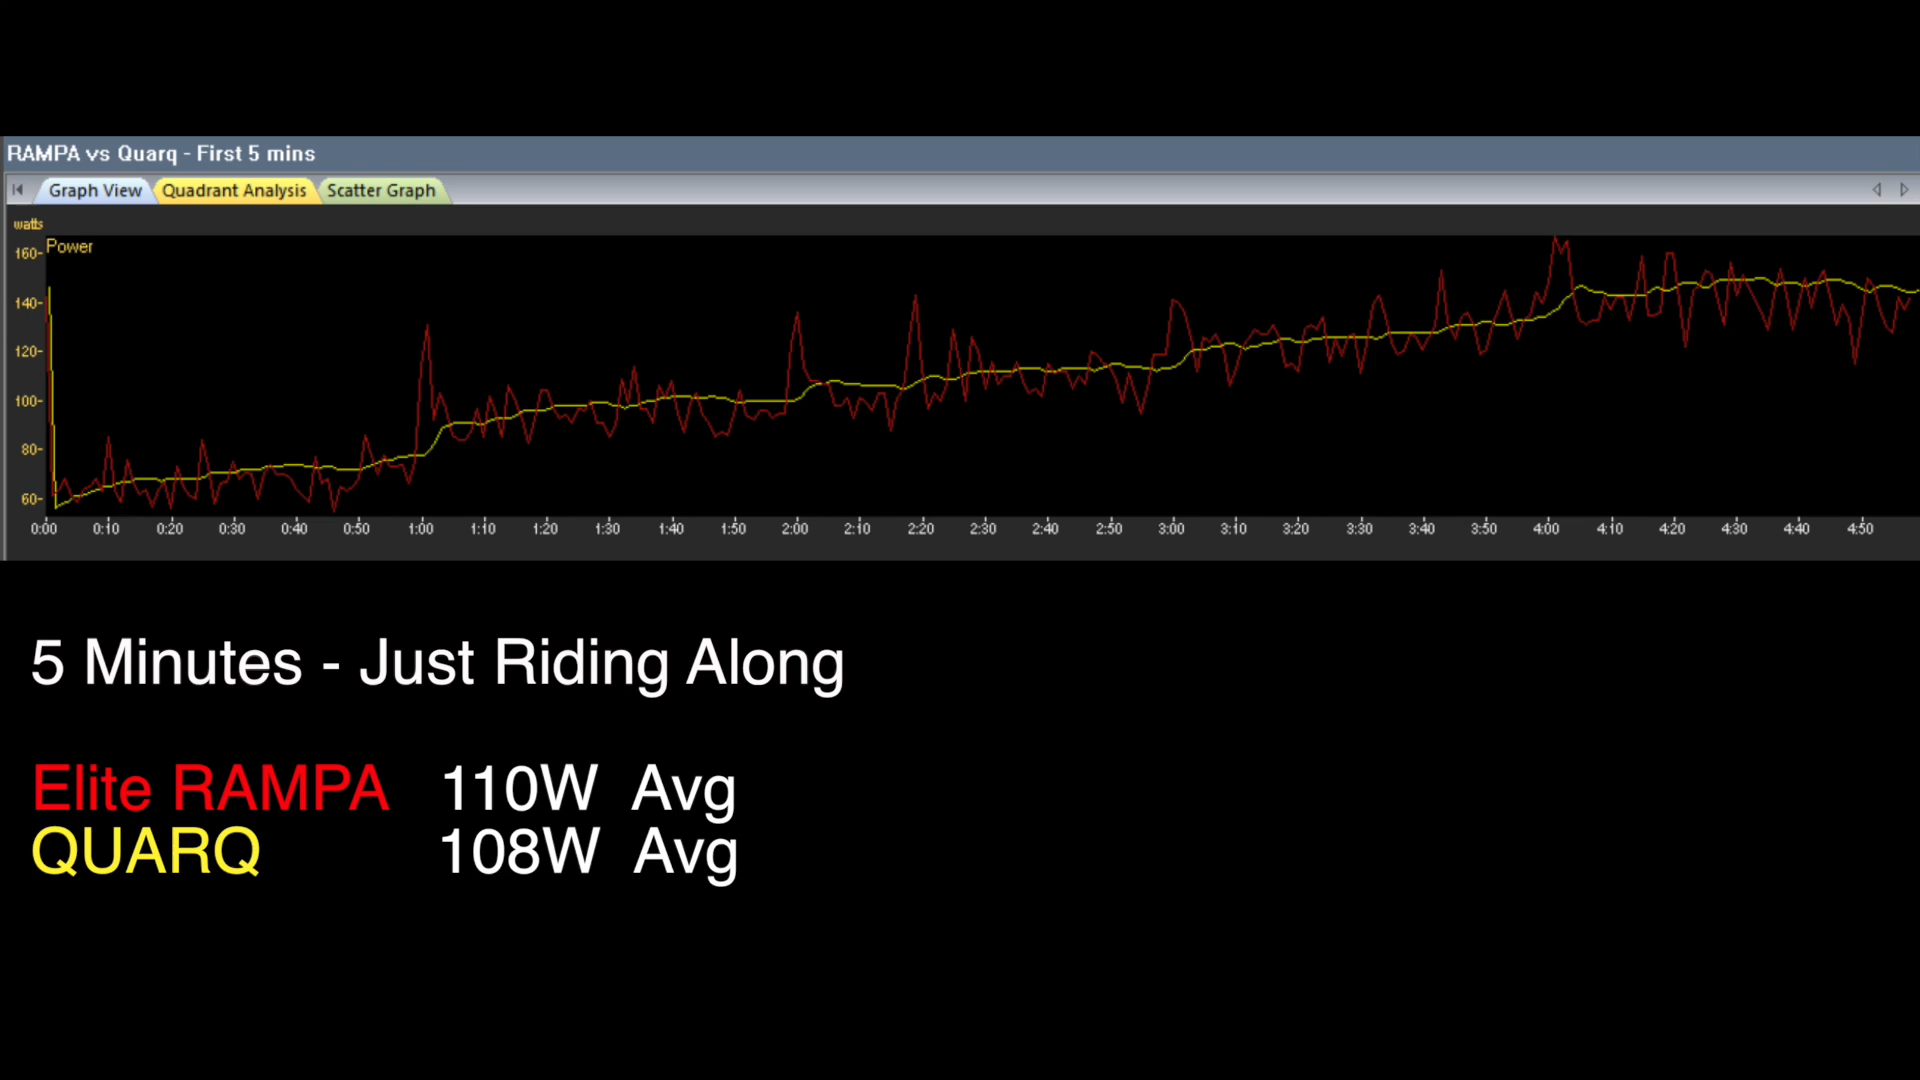 RAMPA vs Quarq - First 5 mins
Graph View Quadrant Analysis Scatter Graph
watts
Power
160-
140-
120-
100-
80-
60-
0:00 0:10 0:20 0:30 0:40 0:50 1:00 1:10 1:20 1:30 1:40 1:50 2:00 2:10 2:20 2:30 2:40 2:50 3:00 3:10 3:20 3:30 3:40 3:50 4:00 4:10 4:20 4:30 4:40 4:50
5 Minutes - Just Riding Along
Elite RAMPA 110W Avg
QUARQ 108W Avg